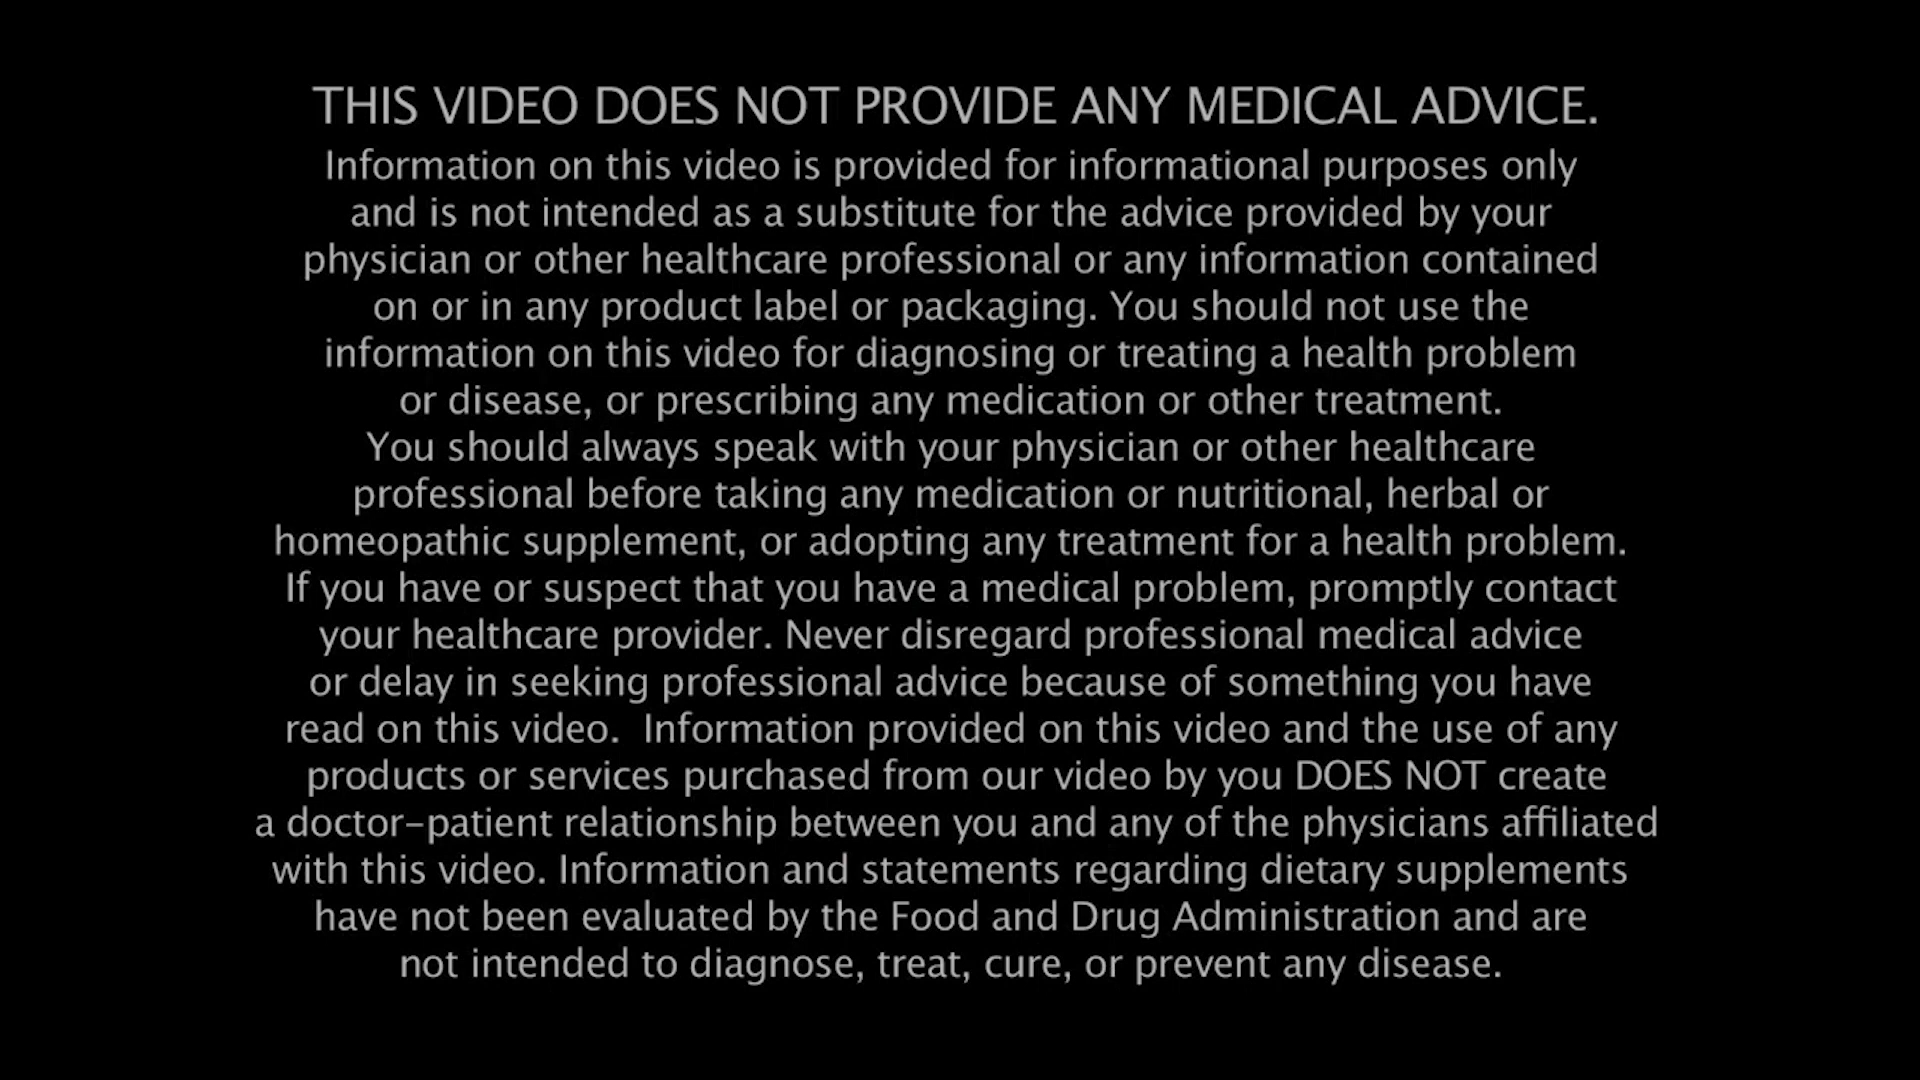 THIS VIDEO DOES NOT PROVIDE ANY MEDICAL ADVICE.
Information on this video is provided for informational purposes only
and is not intended as a substitute for the advice provided by your
physician or other healthcare professional or any information contained
on or in any product label or packaging. You should not use the
information on this video for diagnosing or treating a health problem
or disease, or prescribing any medication or other treatment.
You should always speak with your physician or other healthcare
professional before taking any medication or nutritional, herbal or
homeopathic supplement, or adopting any treatment for a health problem.
If you have or suspect that you have a medical problem, promptly contact
your healthcare provider. Never disregard professional medical advice
or delay in seeking professional advice because of something you have
read on this video.  Information provided on this video and the use of any
products or services purchased from our video by you DOES NOT create
a doctor–patient relationship between you and any of the physicians affiliated
with this video. Information and statements regarding dietary supplements
have not been evaluated by the Food and Drug Administration and are
not intended to diagnose, treat, cure, or prevent any disease.